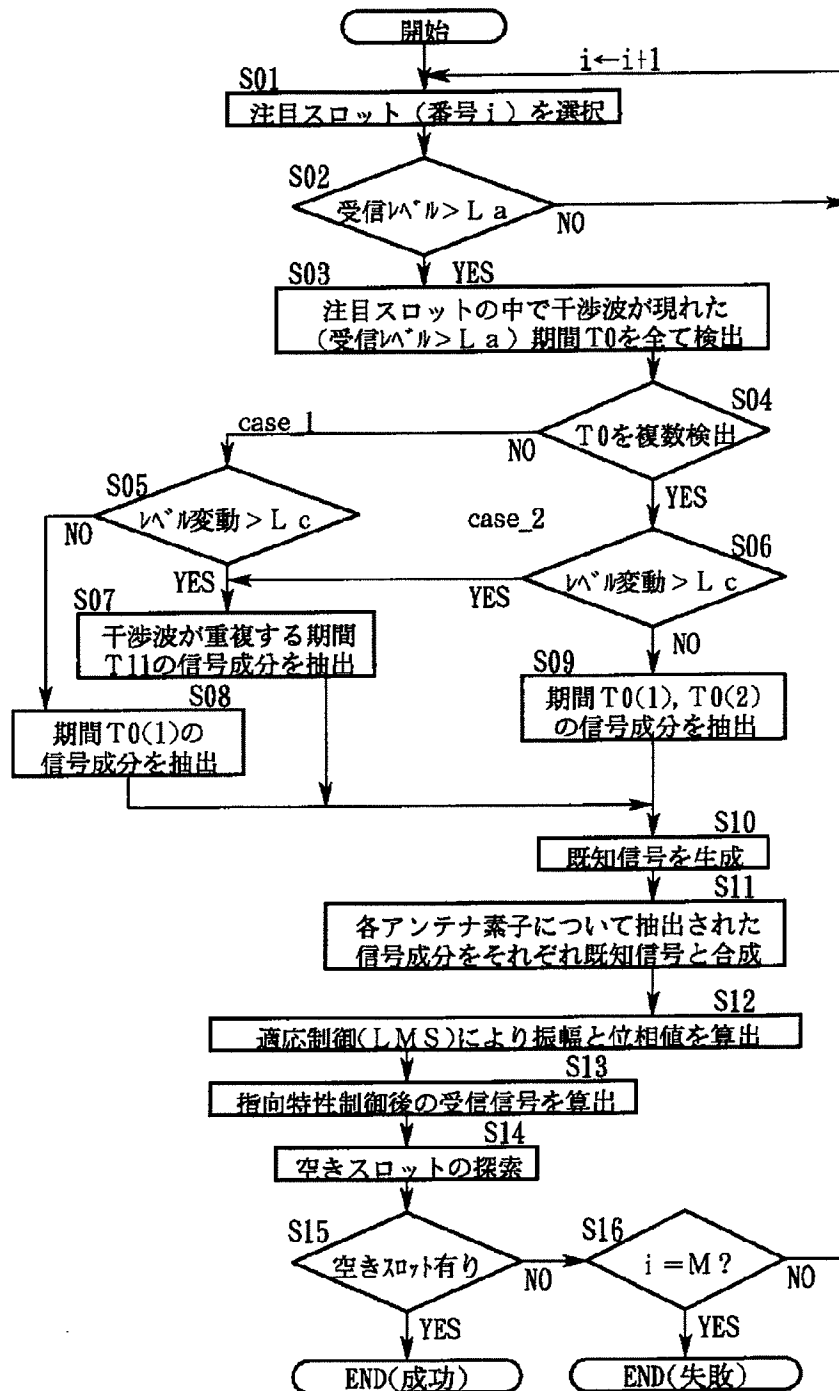 開始
i←i+1
S01
注目スロット（番号ｉ）を選択
S02
受信ﾚﾍﾞﾙ＞Ｌａ
NO
S03
YES
注目スロットの中で干渉波が現れた
（受信ﾚﾍﾞﾙ＞Ｌａ）期間T0を全て検出
S04
T0を複数検出
case_1
NO
YES
S05
ﾚﾍﾞﾙ変動＞Ｌｃ
NO
YES
case_2
S06
ﾚﾍﾞﾙ変動＞Ｌｃ
YES
NO
S07
干渉波が重複する期間
T11の信号成分を抽出
S08
期間T0(1)の
信号成分を抽出
S09
期間T0(1), T0(2)
の信号成分を抽出
S10
既知信号を生成
S11
各アンテナ素子について抽出された
信号成分をそれぞれ既知信号と合成
S12
適応制御(ＬＭＳ)により振幅と位相値を算出
S13
指向特性制御後の受信信号を算出
S14
空きスロットの探索
S15
空きｽﾛｯﾄ有り
NO
YES
S16
ｉ＝Ｍ？
NO
YES
END(成功)
END(失敗)